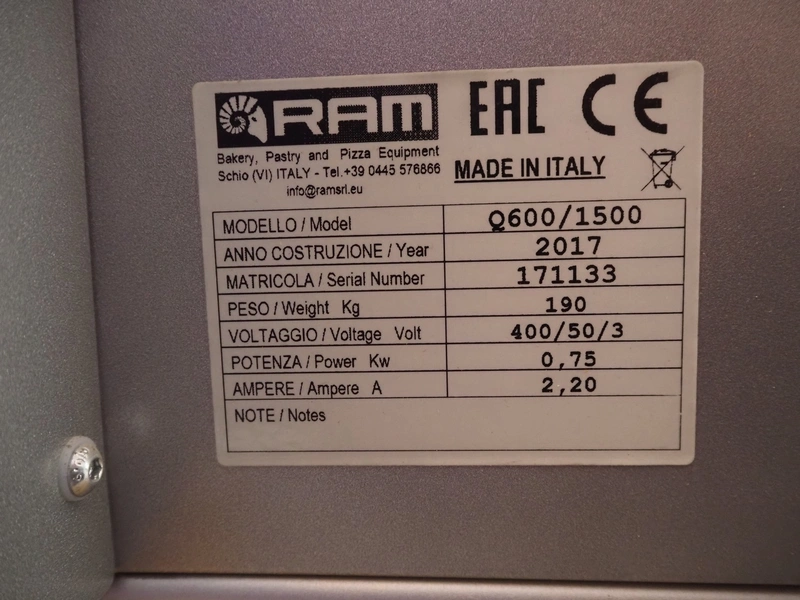 RAM
EAC CE
Bakery, Pastry and Pizza Equipment
Schio (VI) ITALY - Tel.+39 0445 576866
info@ramsrl.eu
MADE IN ITALY
MODELLO / Model Q600/1500
ANNO COSTRUZIONE / Year 2017
MATRICOLA / Serial Number 171133
PESO / Weight Kg 190
VOLTAGGIO / Voltage Volt 400/50/3
POTENZA / Power Kw 0,75
AMPERE / Ampere A 2,20
NOTE / Notes